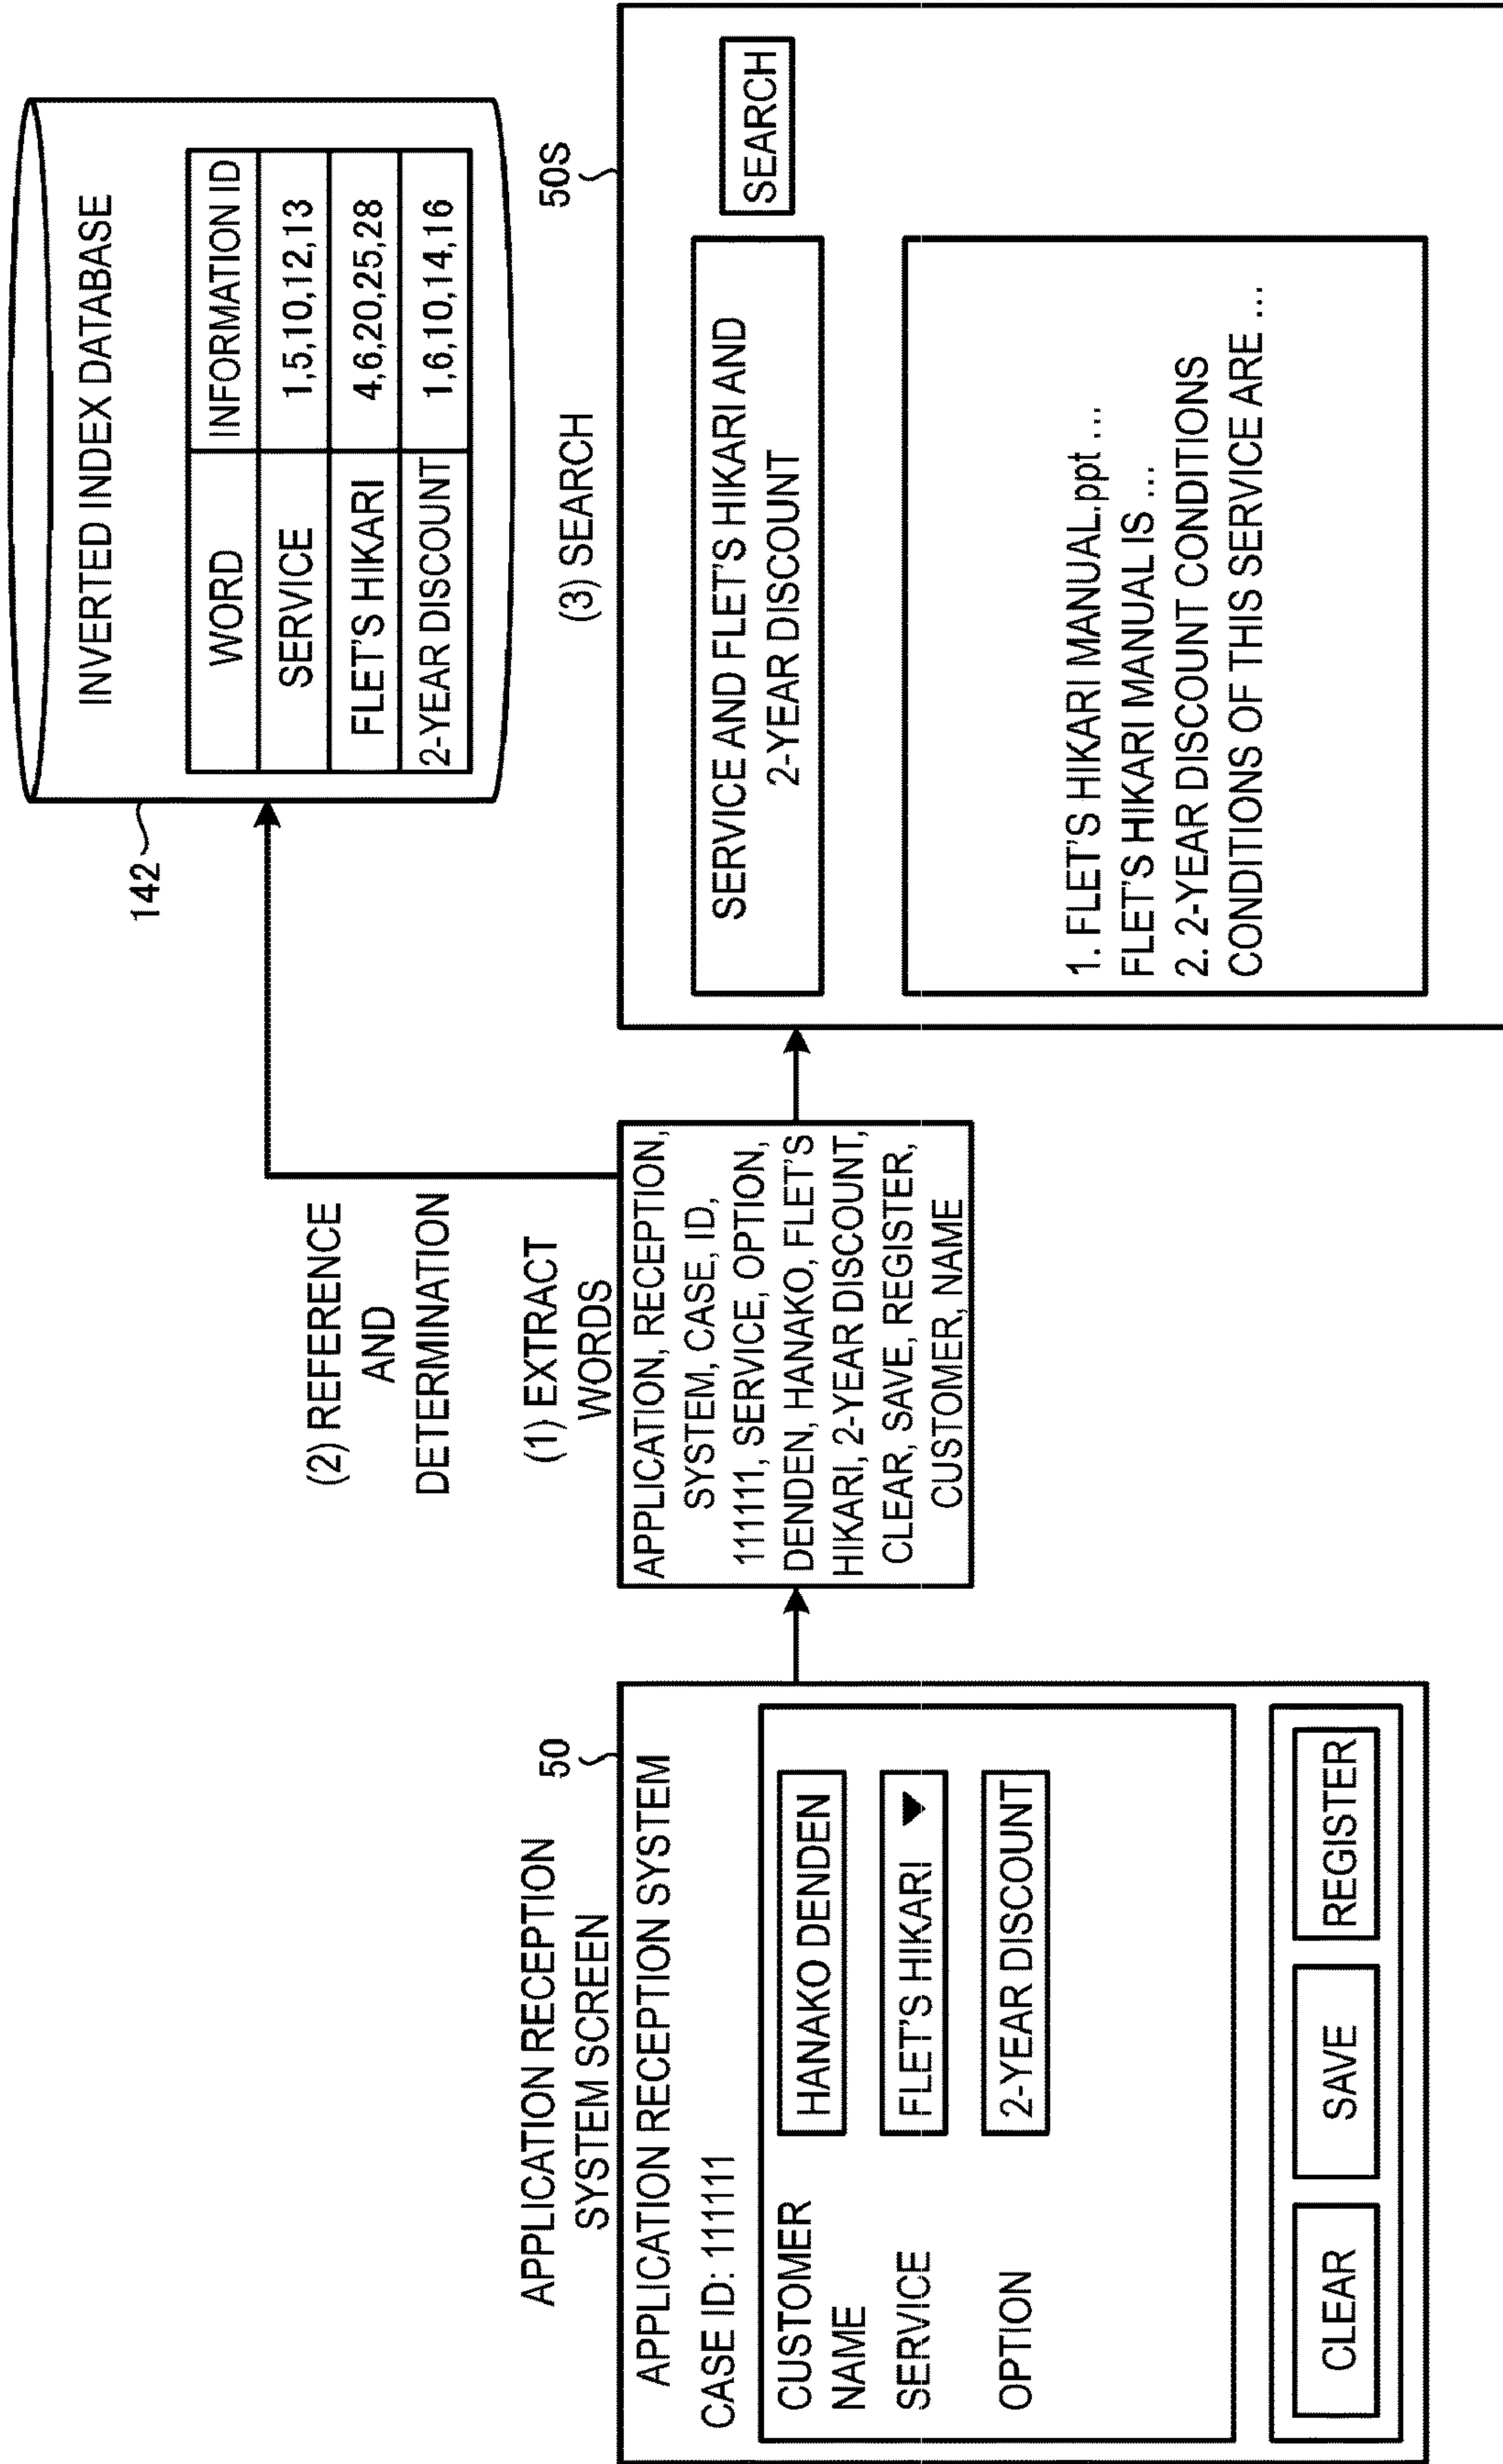 APPLICATION RECEPTION
SYSTEM SCREEN
50
APPLICATION RECEPTION SYSTEM
CASE ID: 111111
CUSTOMER
NAME
HANAKO DENDEN
SERVICE
FLET'S HIKARI
OPTION
2-YEAR DISCOUNT
CLEAR
SAVE
REGISTER
(2) REFERENCE
AND
DETERMINATION
(1) EXTRACT
WORDS
APPLICATION, RECEPTION,
SYSTEM, CASE, ID,
111111, SERVICE, OPTION,
DENDEN, HANAKO, FLET'S
HIKARI, 2-YEAR DISCOUNT,
CLEAR, SAVE, REGISTER,
CUSTOMER, NAME
142
INVERTED INDEX DATABASE
WORD INFORMATION ID
SERVICE 1,5,10,12,13
FLET'S HIKARI 4,6,20,25,28
2-YEAR DISCOUNT 1,6,10,14,16
(3) SEARCH
50S
SERVICE AND FLET'S HIKARI AND
2-YEAR DISCOUNT
SEARCH
1. FLET'S HIKARI MANUAL.ppt ...
FLET'S HIKARI MANUAL IS ...
2. 2-YEAR DISCOUNT CONDITIONS
CONDITIONS OF THIS SERVICE ARE ...